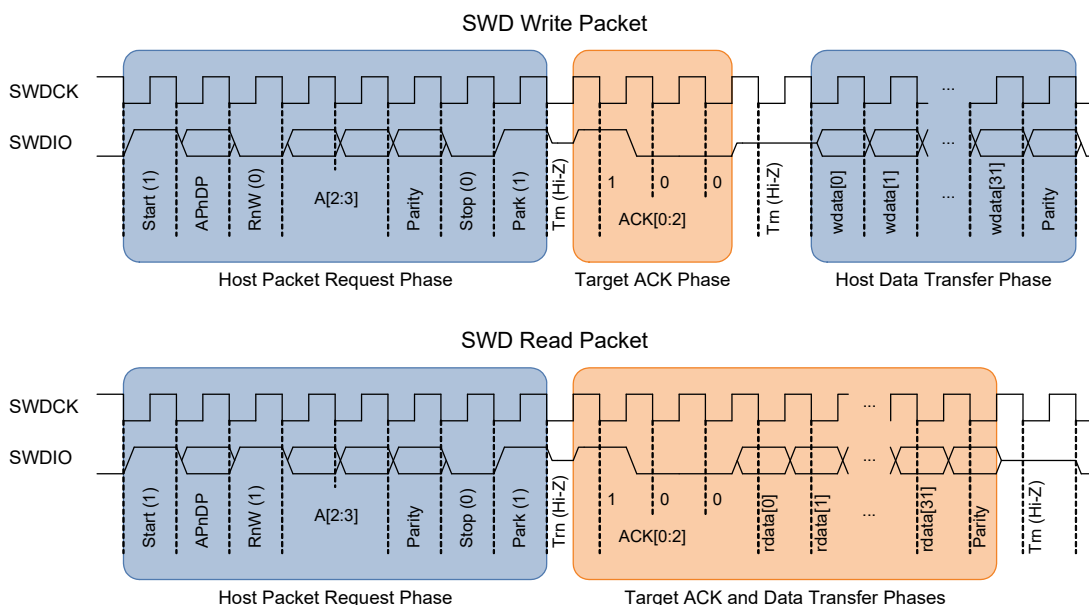 SWD Write Packet
SWDCK
...
SWDIO
...
Start (1)
APnDP
RnW (0)
A[2:3]
Parity
Stop (0)
Park (1)
Trn (Hi-Z)
1
0
0
ACK[0:2]
Trn (Hi-Z)
wdata[0]
wdata[1]
...
wdata[31]
Parity
Host Packet Request Phase
Target ACK Phase
Host Data Transfer Phase
SWD Read Packet
SWDCK
...
SWDIO
...
Start (1)
APnDP
RnW (1)
A[2:3]
Parity
Stop (0)
Park (1)
Trn (Hi-Z)
1
0
0
ACK[0:2]
rdata[0]
rdata[1]
...
rdata[31]
Parity
Trn (Hi-Z)
Host Packet Request Phase
Target ACK and Data Transfer Phases